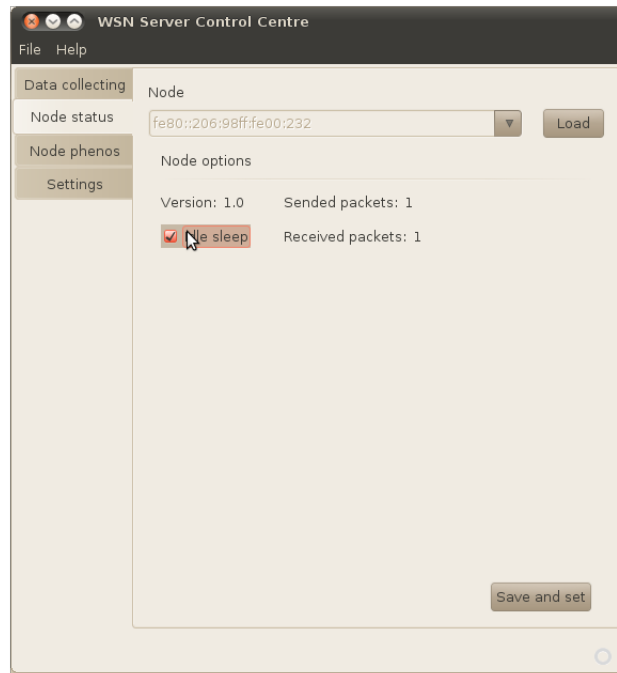 WSN Server Control Centre
File Help
Data collecting
Node status
Node phenos
Settings
Node
fe80::206:98ff:fe00:232
Load
Node options
Version: 1.0 Sended packets: 1
sleep Received packets: 1
Save and set